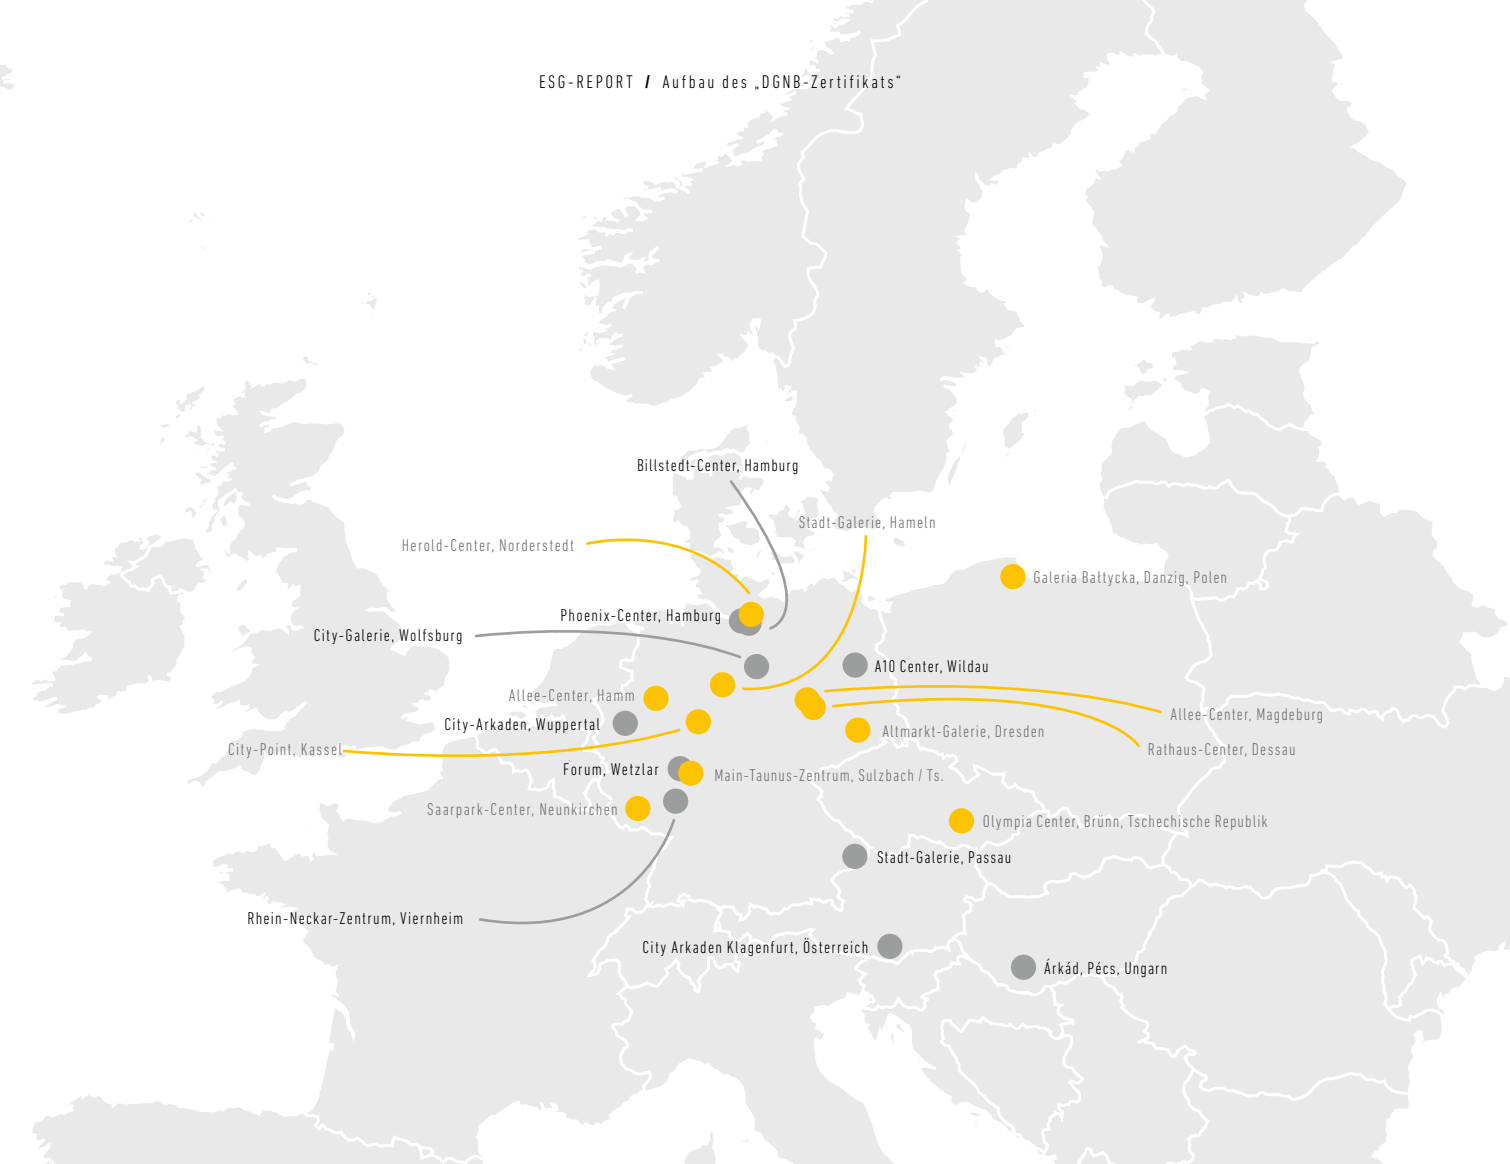 ESG-REPORT / Aufbau des „DGNB-Zertifikats“
Billstedt-Center, Hamburg
Stadt-Galerie, Hameln
Herold-Center, Norderstedt
Galeria Bałtycka, Danzig, Polen
Phoenix-Center, Hamburg
City-Galerie, Wolfsburg
A10 Center, Wildau
Allee-Center, Hamm
Allee-Center, Magdeburg
City-Arkaden, Wuppertal
Altmarkt-Galerie, Dresden
City-Point, Kassel
Rathaus-Center, Dessau
Forum, Wetzlar
Main-Taunus-Zentrum, Sulzbach / Ts.
Saarpark-Center, Neunkirchen
Olympia Center, Brünn, Tschechische Republik
Stadt-Galerie, Passau
Rhein-Neckar-Zentrum, Viernheim
City Arkaden Klagenfurt, Österreich
Árkád, Pécs, Ungarn